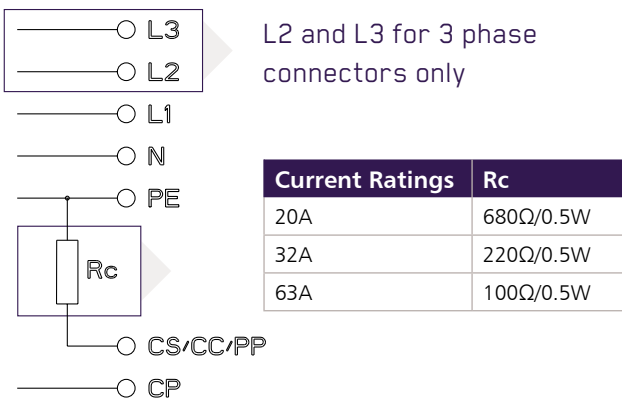 L3
L2
L1
N
PE
Rc
CS/CC/PP
CP
L2 and L3 for 3 phase
connectors only
Current Ratings Rc
20A 680Ω/0.5W
32A 220Ω/0.5W
63A 100Ω/0.5W